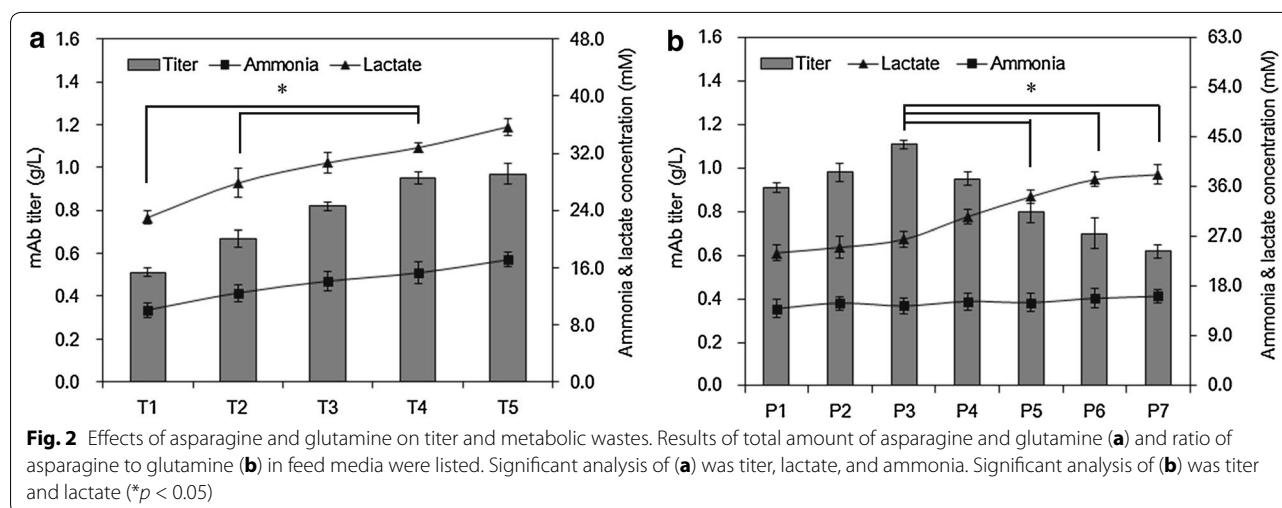 a
1.6
1.4
1.2
1.0
0.8
0.6
0.4
0.2
0.0
mAb titer (g/L)
Titer Ammonia Lactate
*
48.0
40.0
32.0
24.0
16.0
8.0
0.0
Ammonia & lactate concentration (mM)
T1 T2 T3 T4 T5
b
1.6
1.4
1.2
1.0
0.8
0.6
0.4
0.2
0.0
mAb titer (g/L)
Titer Lactate Ammonia
*
63.0
54.0
45.0
36.0
27.0
18.0
9.0
0.0
Ammonia & lactate concentration (mM)
P1 P2 P3 P4 P5 P6 P7
Fig. 2 Effects of asparagine and glutamine on titer and metabolic wastes. Results of total amount of asparagine and glutamine (a) and ratio of
asparagine to glutamine (b) in feed media were listed. Significant analysis of (a) was titer, lactate, and ammonia. Significant analysis of (b) was titer
and lactate (*p < 0.05)